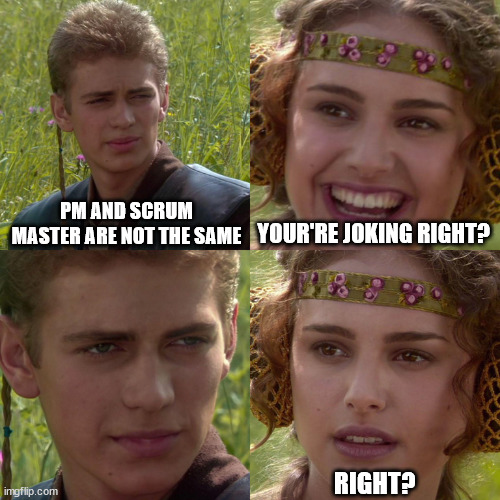 PM AND SCRUM
MASTER ARE NOT THE SAME
YOUR'RE JOKING RIGHT?
RIGHT?
imgflip.com